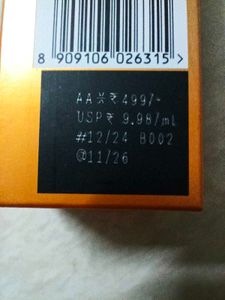 8 909106 026315 >
AA X ₹499/-
USP₹ 9.98/mL
#12/24 B002
@11/26